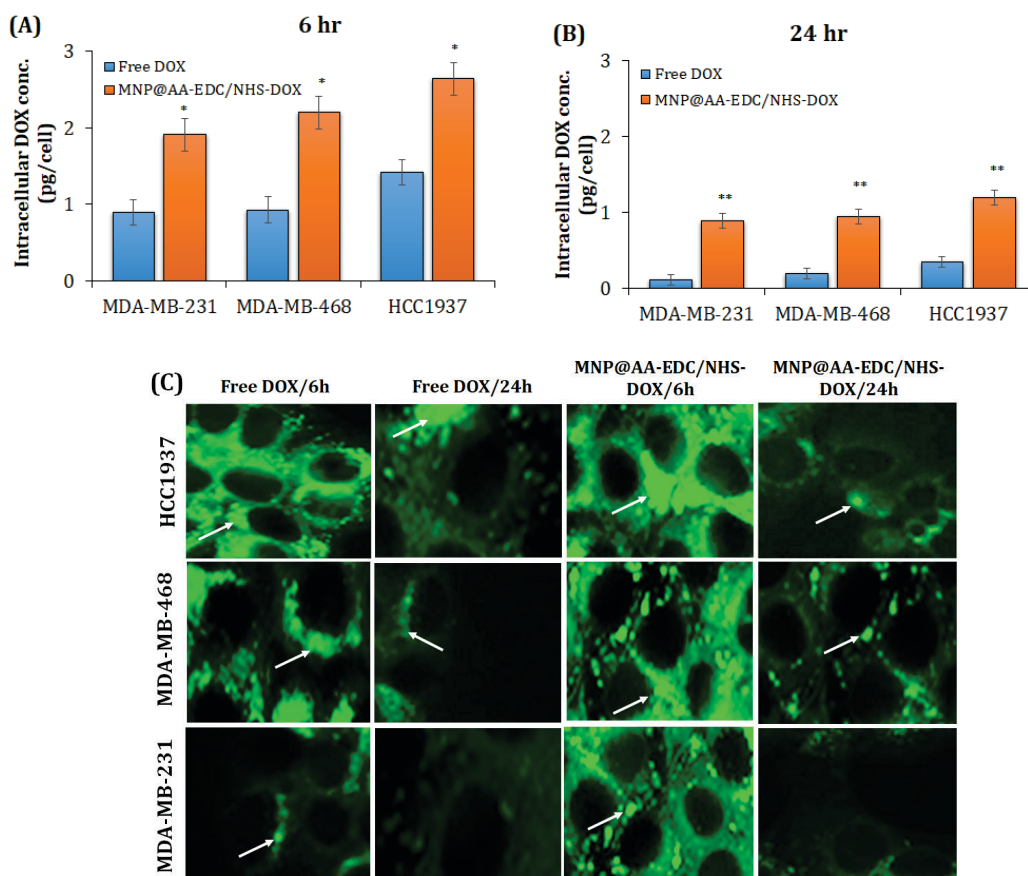 (A)
6 hr
Intracellular DOX conc.
(pg/cell)
3
2
1
0
Free DOX
MNP@AA-EDC/NHS-DOX
*
*
*
MDA-MB-231
MDA-MB-468
HCC1937
(B)
24 hr
Intracellular DOX conc.
(pg/cell)
3
2
1
0
Free DOX
MNP@AA-EDC/NHS-DOX
**
**
**
MDA-MB-231
MDA-MB-468
HCC1937
(C)
Free DOX/6h
Free DOX/24h
MNP@AA-EDC/NHS-
DOX/6h
MNP@AA-EDC/NHS-
DOX/24h
HCC1937
MDA-MB-468
MDA-MB-231